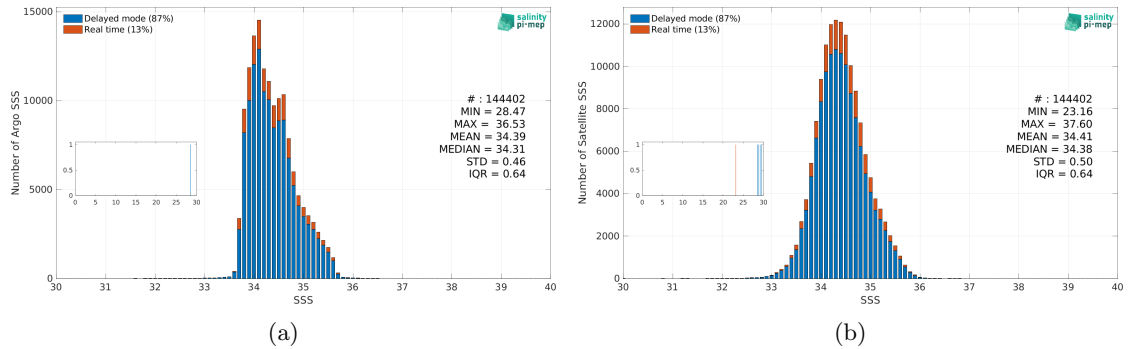 Delayed mode (87%)
Real time (13%)
salinity
pi-mep
Number of Argo SSS
15000
10000
5000
0
# : 144402
MIN = 28.47
MAX = 36.53
MEAN = 34.39
MEDIAN = 34.31
STD = 0.46
IQR = 0.64
1
0.5
0
0 5 10 15 20 25 30
30 31 32 33 34 35 36 37 38 39 40
SSS
(a)
Delayed mode (87%)
Real time (13%)
salinity
pi-mep
Number of Satellite SSS
12000
10000
8000
6000
4000
2000
0
# : 144402
MIN = 23.16
MAX = 37.60
MEAN = 34.41
MEDIAN = 34.38
STD = 0.50
IQR = 0.64
1
0.5
0
0 5 10 15 20 25 30
30 31 32 33 34 35 36 37 38 39 40
SSS
(b)